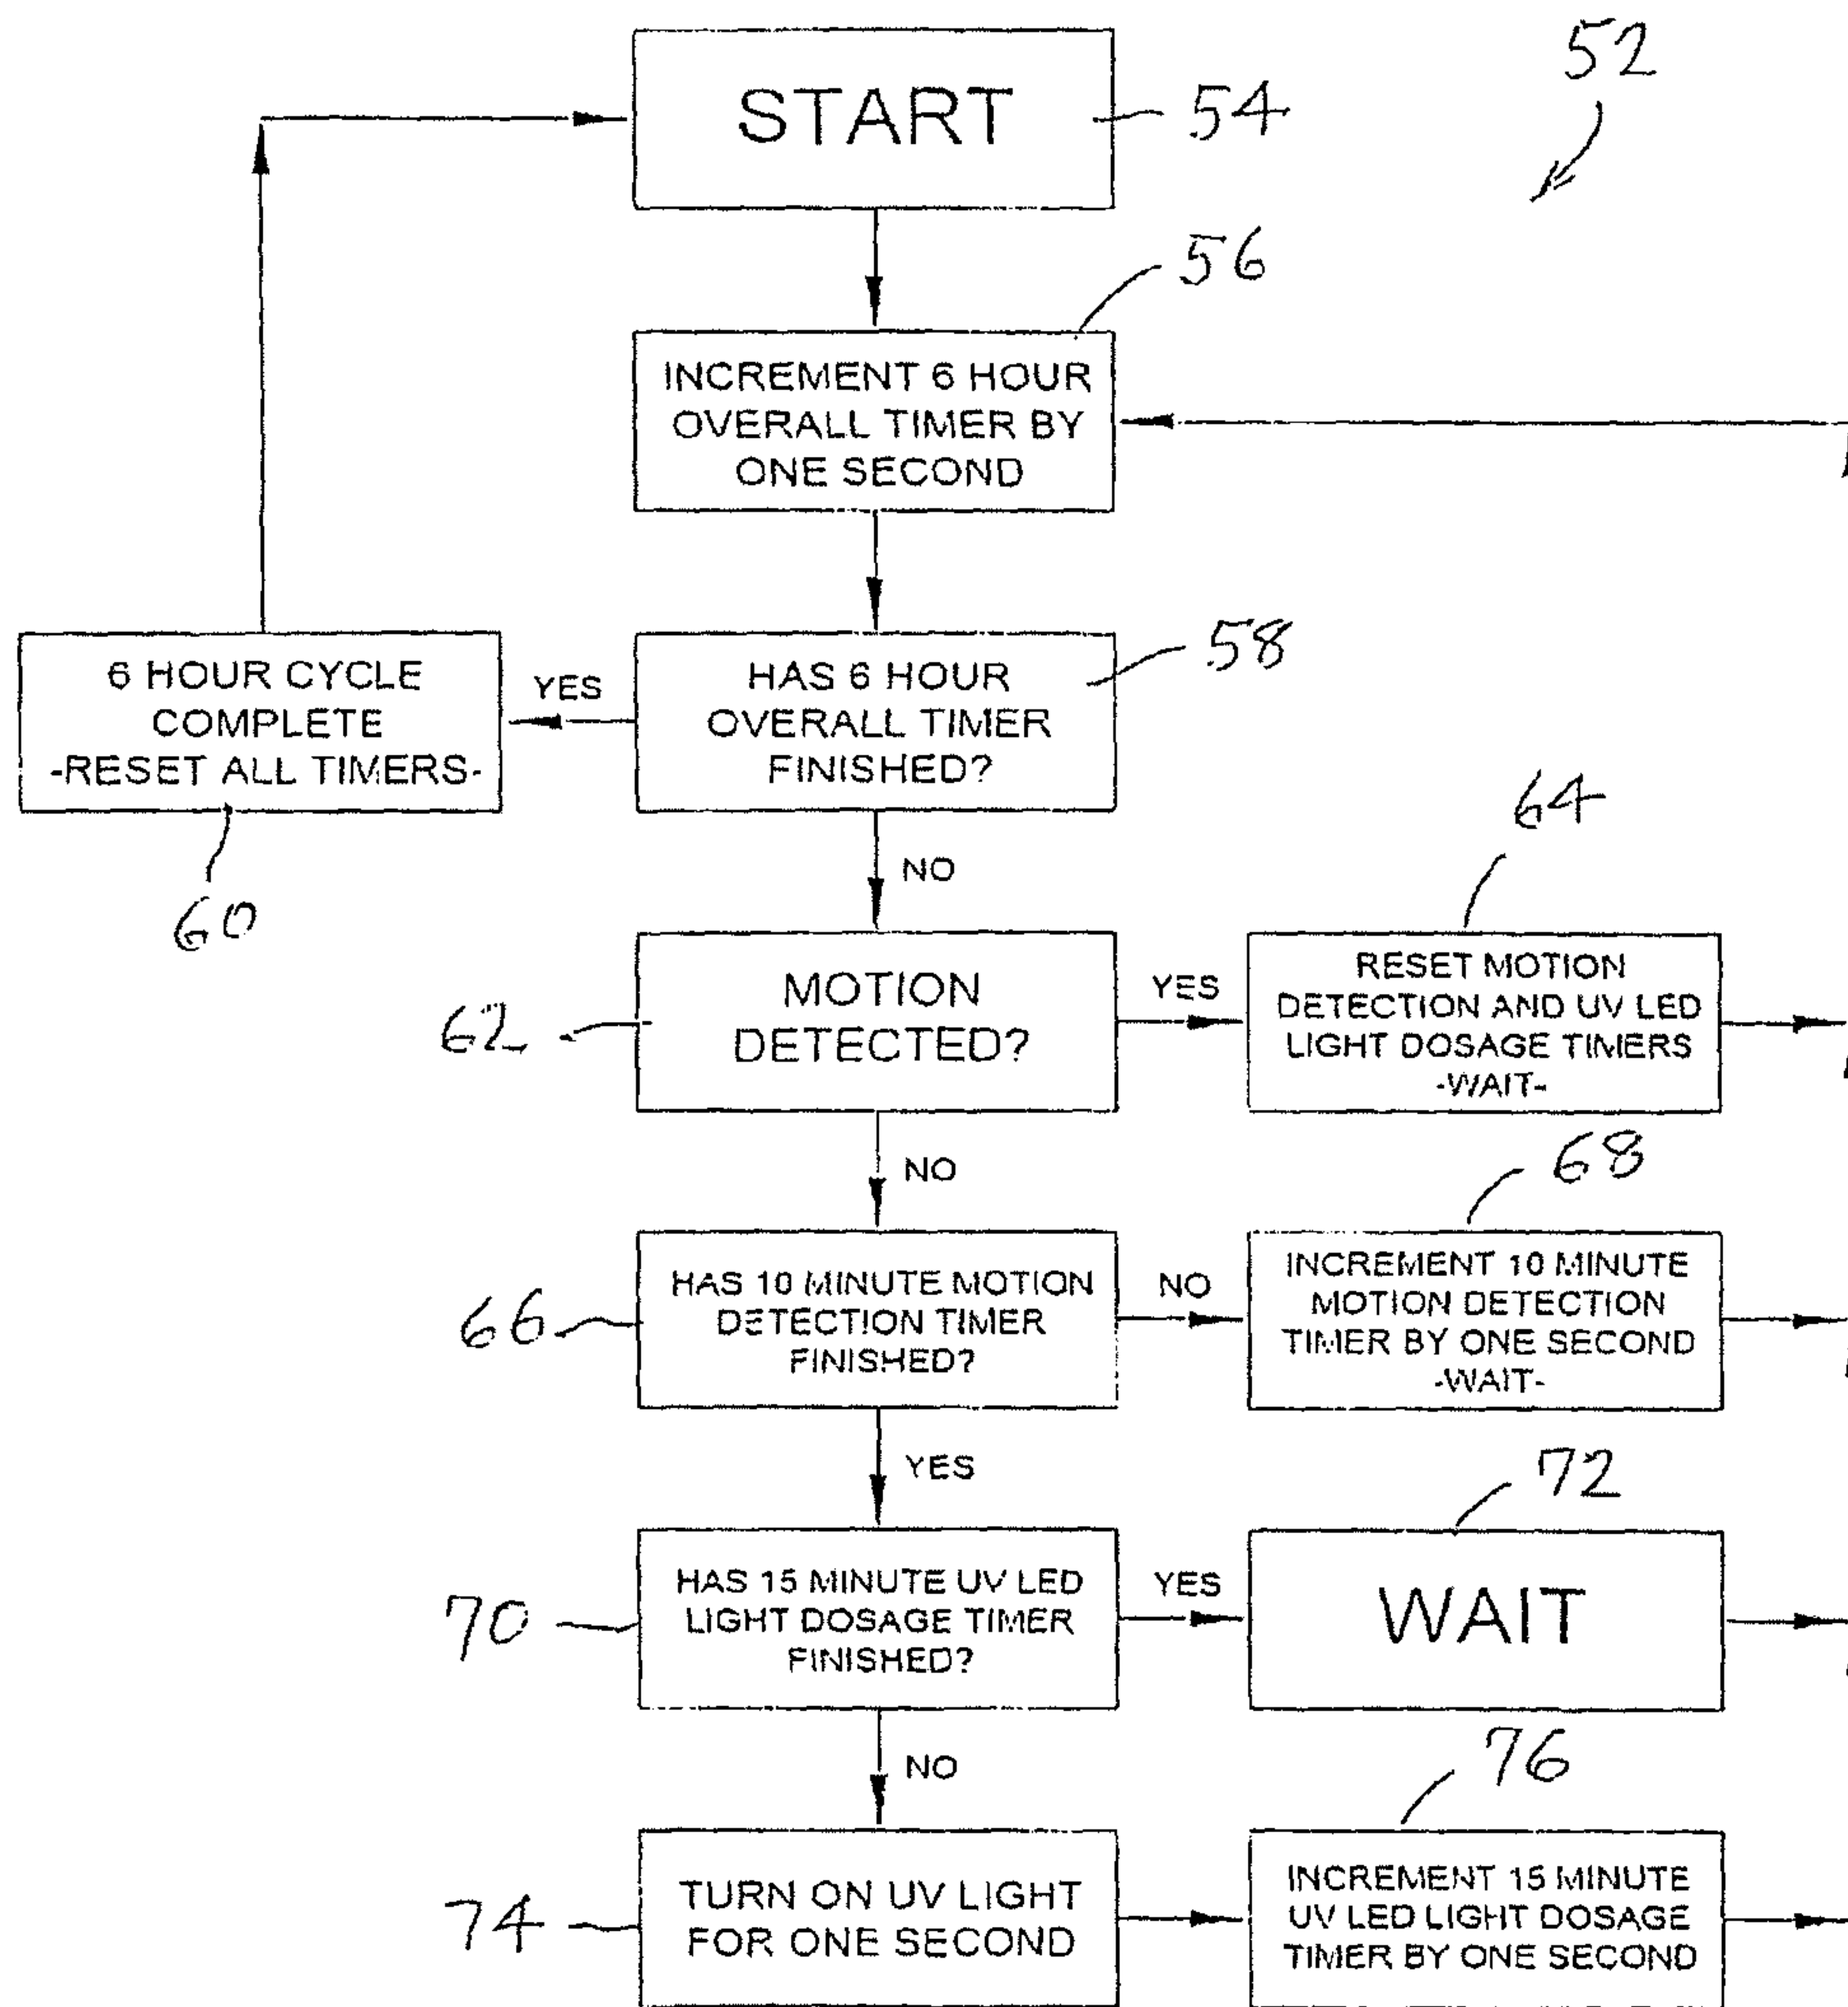 52
START
54
56
INCREMENT 6 HOUR
OVERALL TIMER BY
ONE SECOND
6 HOUR CYCLE
COMPLETE
-RESET ALL TIMERS-
60
YES
HAS 6 HOUR
OVERALL TIMER
FINISHED?
58
NO
62
MOTION
DETECTED?
YES
64
RESET MOTION
DETECTION AND UV LED
LIGHT DOSAGE TIMERS
-WAIT-
NO
66
HAS 10 MINUTE MOTION
DETECTION TIMER
FINISHED?
NO
68
INCREMENT 10 MINUTE
MOTION DETECTION
TIMER BY ONE SECOND
-WAIT-
YES
70
HAS 15 MINUTE UV LED
LIGHT DOSAGE TIMER
FINISHED?
YES
72
WAIT
NO
74
TURN ON UV LIGHT
FOR ONE SECOND
76
INCREMENT 15 MINUTE
UV LED LIGHT DOSAGE
TIMER BY ONE SECOND